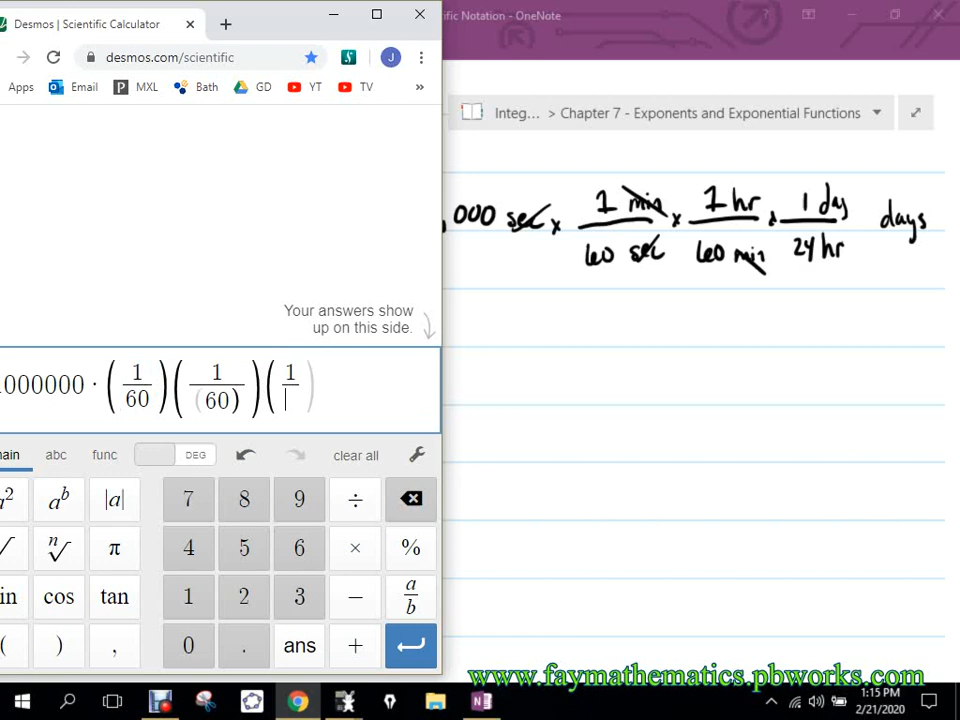 Desmos | Scientific Calculator
ific Notation - OneNote
desmos.com/scientific
J
Apps Email MXL Bath GD YT TV »
Integ... > Chapter 7 - Exponents and Exponential Functions
,000 sec x 1 min / 60 sec x 1 hr / 60 min x 1 day / 24 hr days
Your answers show
up on this side.
000000 · (1/60)(1/(60))(1/ )
main abc func DEG clear all
a² aᵇ |a| 7 8 9 ÷
√ ⁿ√ π 4 5 6 × %
in cos tan 1 2 3 − a/b
( ) , 0 . ans +
www.faymathematics.pbworks.com
1:15 PM
2/21/2020